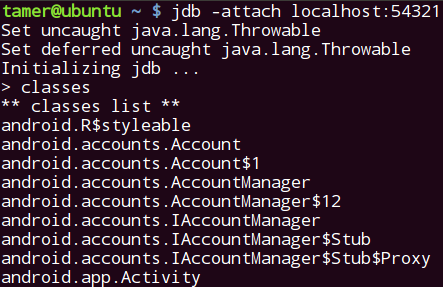 tamer@ubuntu ~ $ jdb -attach localhost:54321
Set uncaught java.lang.Throwable
Set deferred uncaught java.lang.Throwable
Initializing jdb ...
> classes
** classes list **
android.R$styleable
android.accounts.Account
android.accounts.Account$1
android.accounts.AccountManager
android.accounts.AccountManager$12
android.accounts.IAccountManager
android.accounts.IAccountManager$Stub
android.accounts.IAccountManager$Stub$Proxy
android.app.Activity